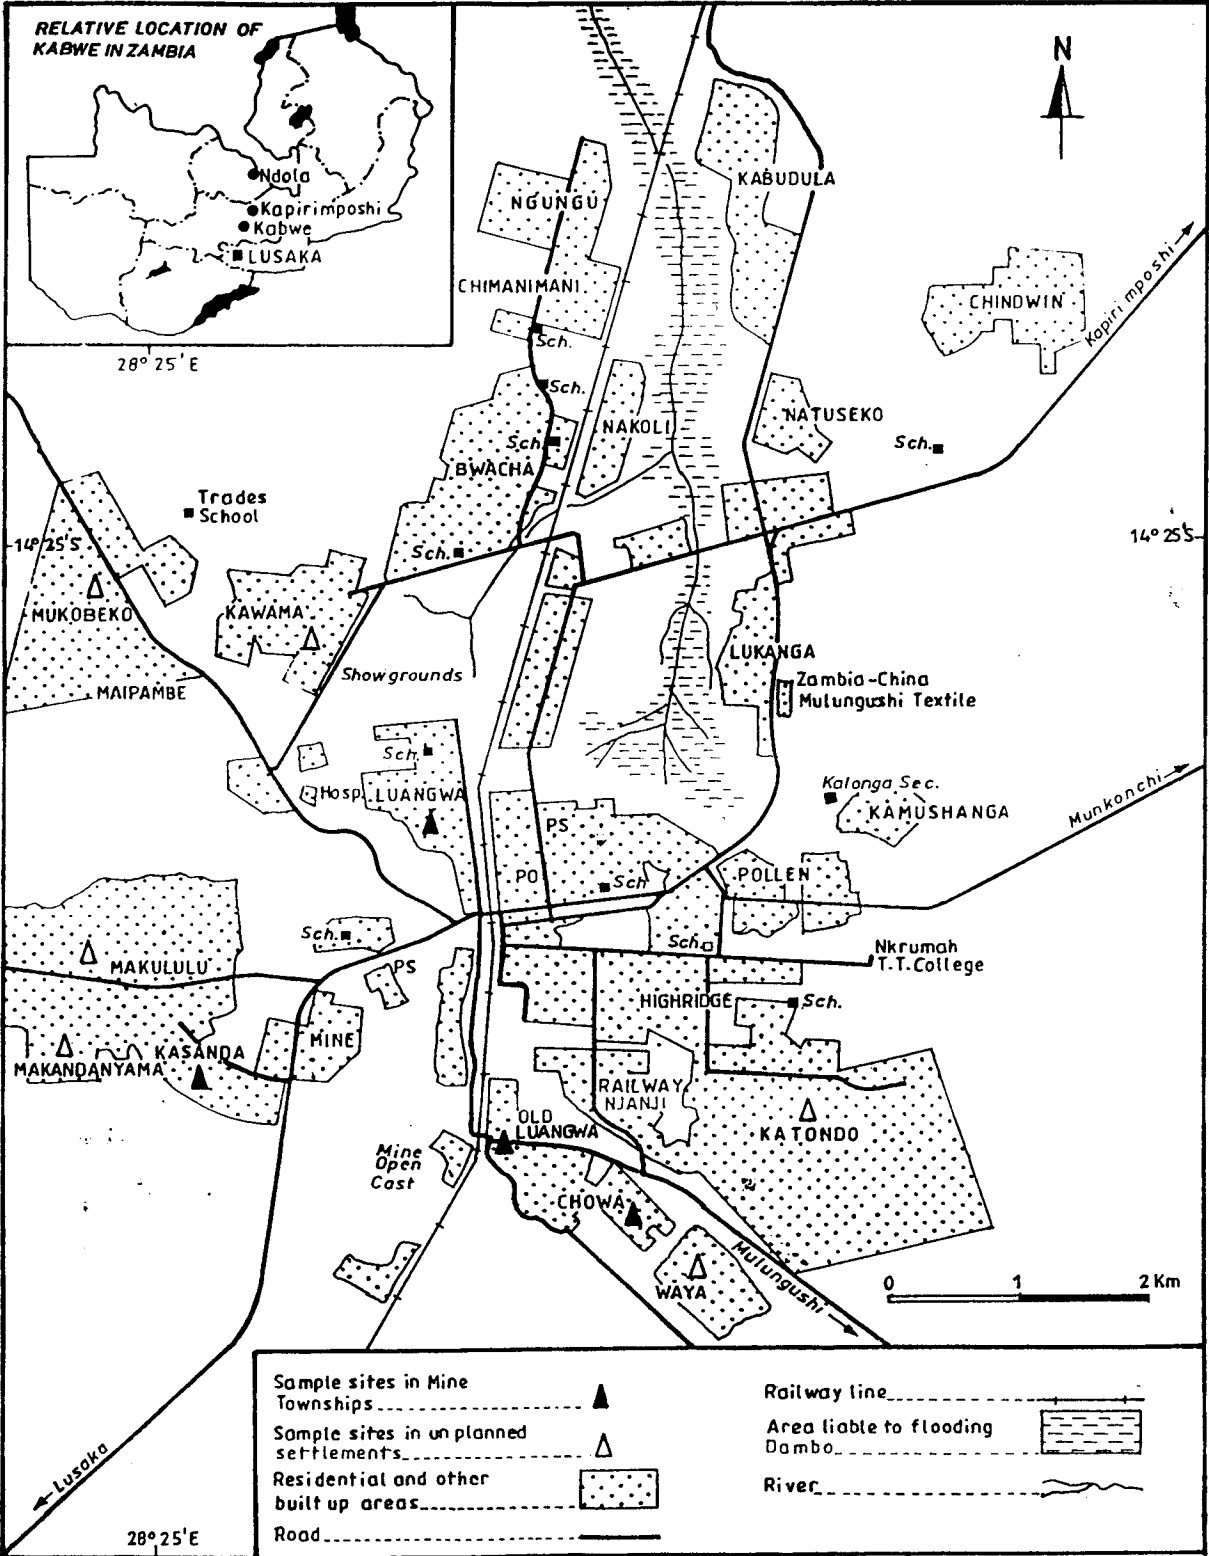 RELATIVE LOCATION OF
KABWE IN ZAMBIA
Ndola
Kapirimposhi
Kabwe
LUSAKA
28° 25'E
N
NGUNGU
KABUDULA
CHIMANIMANI
Sch.
Sch.
CHINDWIN
Kapiri mposhi
NAKOLI
NATUSEKO
Sch.
Sch.
BWACHA
Trades
School
14° 25'S
Sch.
14° 25'S
MUKOBEKO
KAWAMA
MAIPAMBE
Showgrounds
LUKANGA
Zambia-China
Mulungushi Textile
Sch.
Hosp.
LUANGWA
Kalonga Sec.
KAMUSHANGA
Munkonchi
PS
PO
Sch
POLLEN
Sch.
Sch.
Nkrumah
T.T.College
MAKULULU
PS
HIGHRIDGE
Sch.
MINE
MAKANDANYAMA
KASANDA
RAILWAY
NJANJI
OLD
LUANGWA
KATONDO
Mine
Open
Cast
CHOWA
WAYA
Mulungushi
0 1 2 Km
Lusaka
28° 25'E
Sample sites in Mine
Townships
Sample sites in un planned
settlements
Residential and other
built up areas
Road
Railway line
Area liable to flooding
Dambo
River